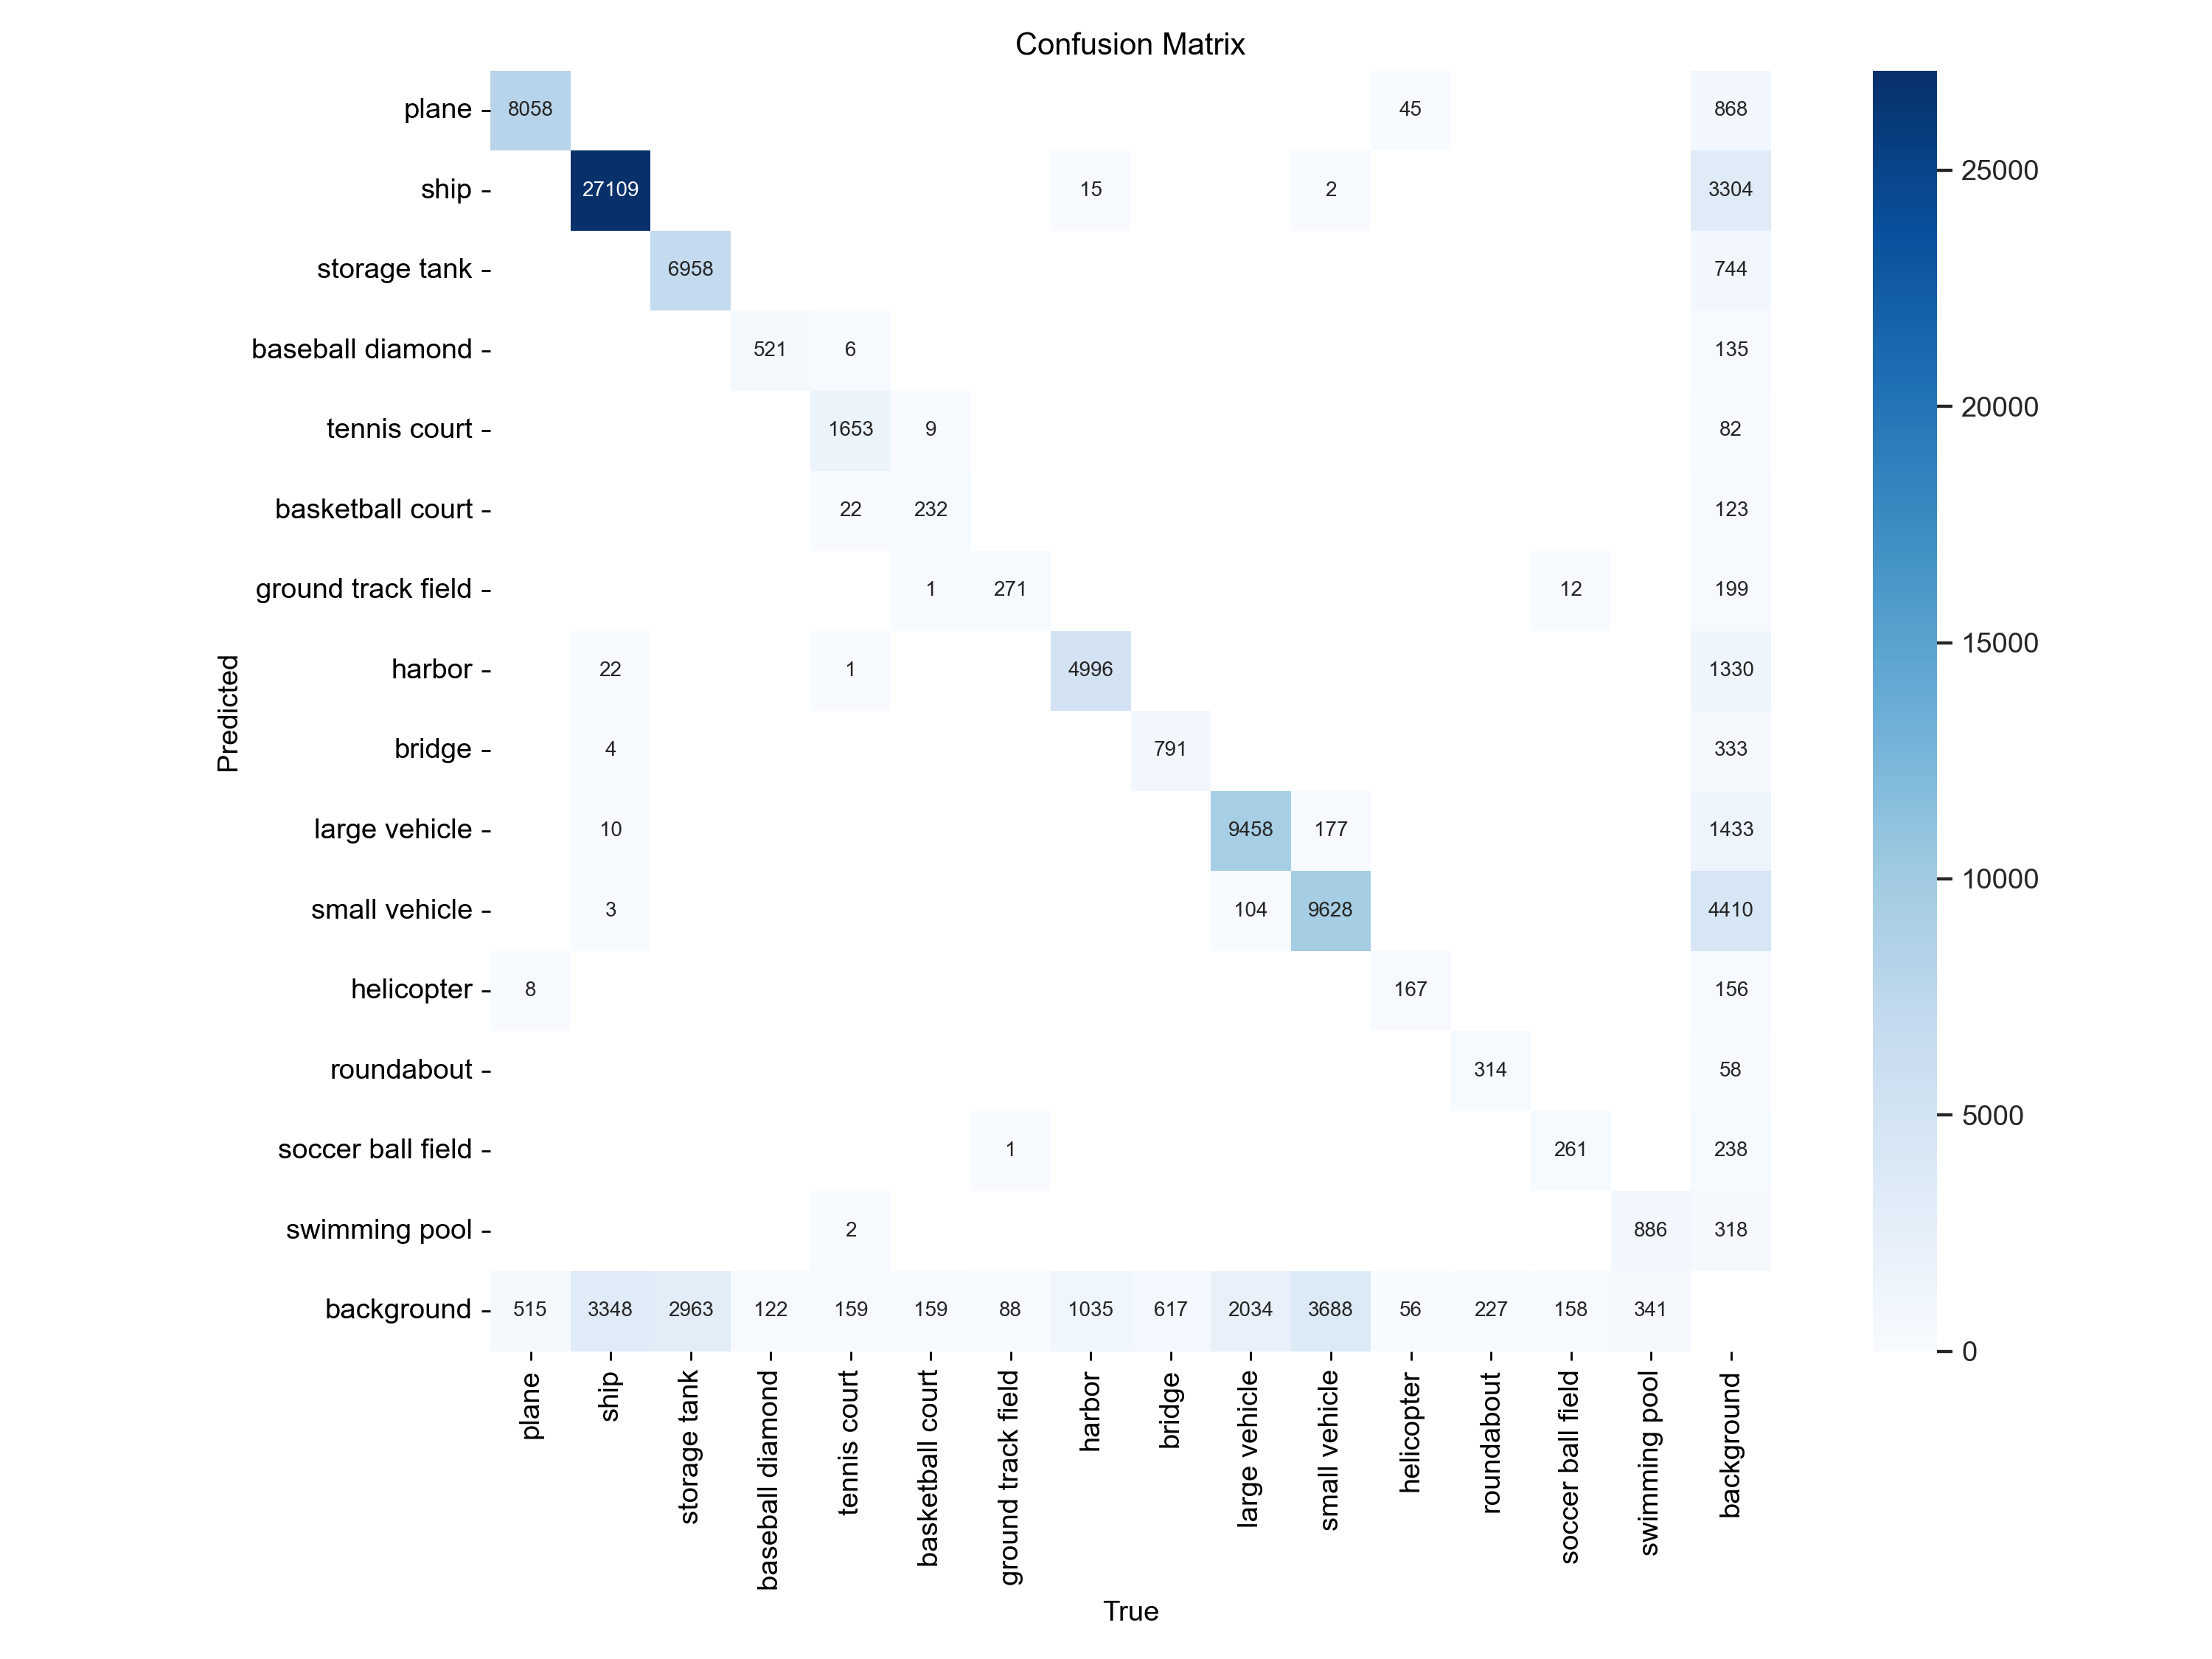 Confusion Matrix
plane 8058 45 868
ship 27109 15 2 3304
storage tank 6958 744
baseball diamond 521 6 135
tennis court 1653 9 82
basketball court 22 232 123
ground track field 1 271 12 199
harbor 22 1 4996 1330
bridge 4 791 333
large vehicle 10 9458 177 1433
small vehicle 3 104 9628 4410
helicopter 8 167 156
roundabout 314 58
soccer ball field 1 261 238
swimming pool 2 886 318
background 515 3348 2963 122 159 159 88 1035 617 2034 3688 56 227 158 341
Predicted
plane
ship
storage tank
baseball diamond
tennis court
basketball court
ground track field
harbor
bridge
large vehicle
small vehicle
helicopter
roundabout
soccer ball field
swimming pool
background
True
25000
20000
15000
10000
5000
0